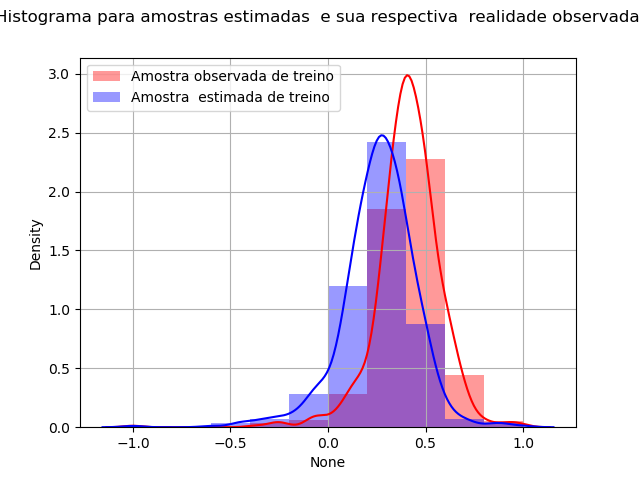 Histograma para amostras estimadas  e sua respectiva  realidade observada
3.0
Amostra observada de treino
Amostra  estimada de treino
2.5
2.0
1.5
1.0
0.5
0.0
Density
−1.0 −0.5 0.0 0.5 1.0
None